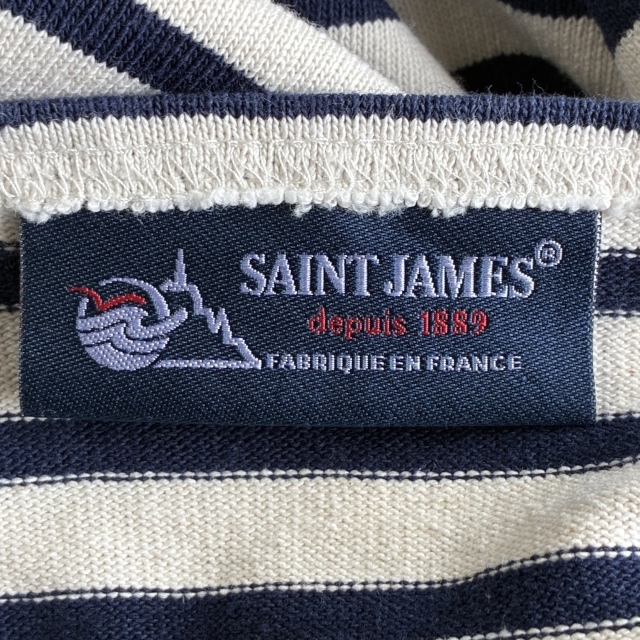 SAINT JAMES®
depuis 1889
FABRIQUE EN FRANCE